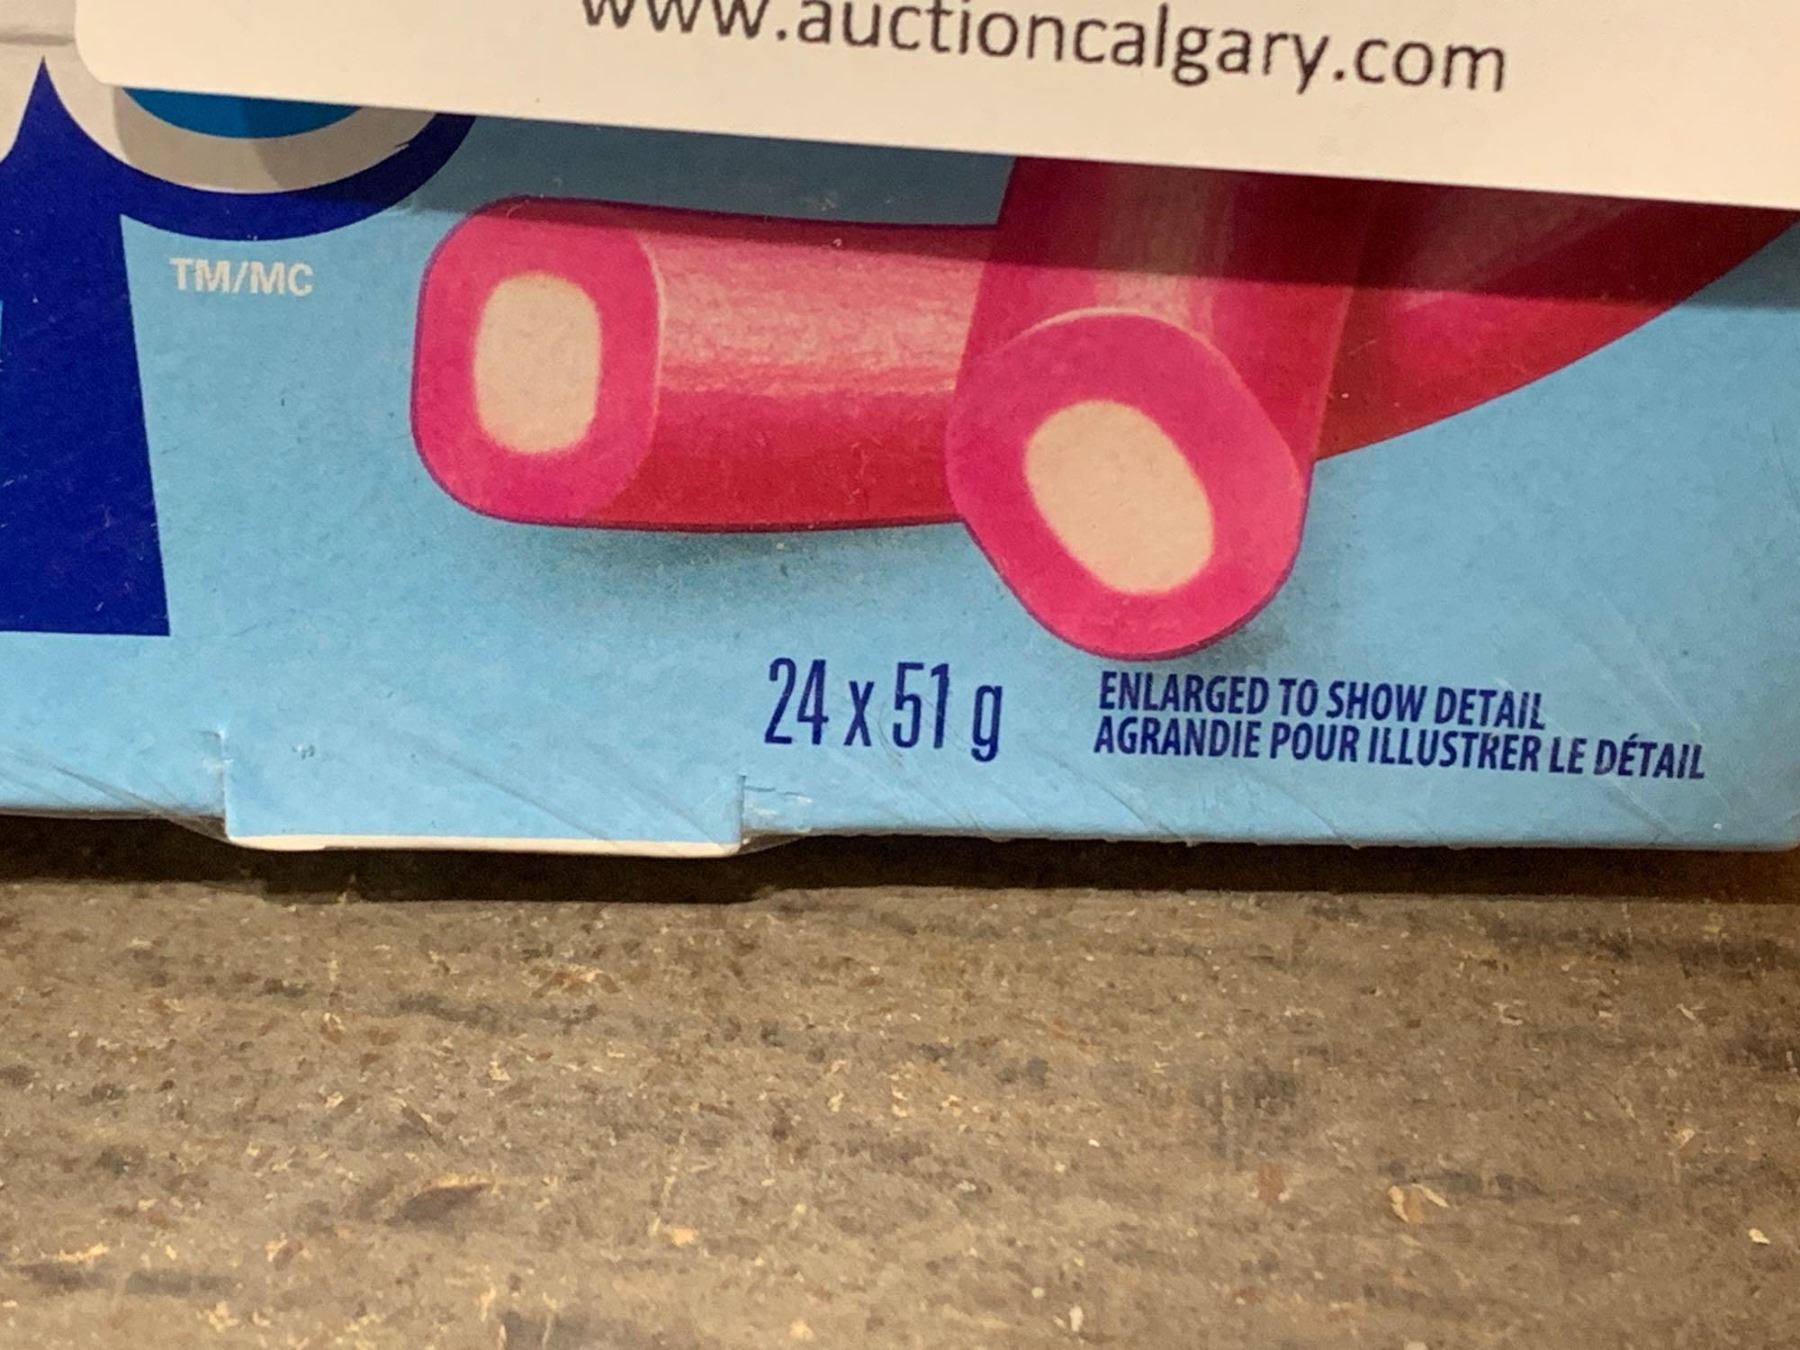 www.auctioncalgary.com
TM/MC
24 x 51 g
ENLARGED TO SHOW DETAIL
AGRANDIE POUR ILLUSTRER LE DÉTAIL